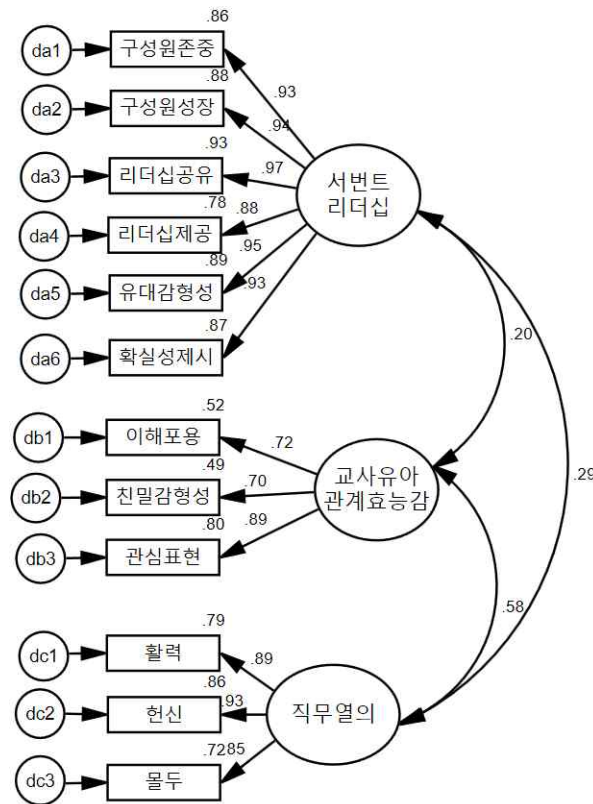 .86
da1 구성원존중
.93
.88
da2 구성원성장
.94
.93
da3 리더십공유
.97
서번트
리더십
.78
da4 리더십제공
.88
.95
.89
da5 유대감형성
.93
.87
da6 확실성제시
.20
.52
db1 이해포용
.72
.49
db2 친밀감형성
.70
교사유아
관계효능감
.29
.80
db3 관심표현
.89
.58
.79
dc1 활력
.89
.86
dc2 헌신
.93
직무열의
.72
.85
dc3 몰두